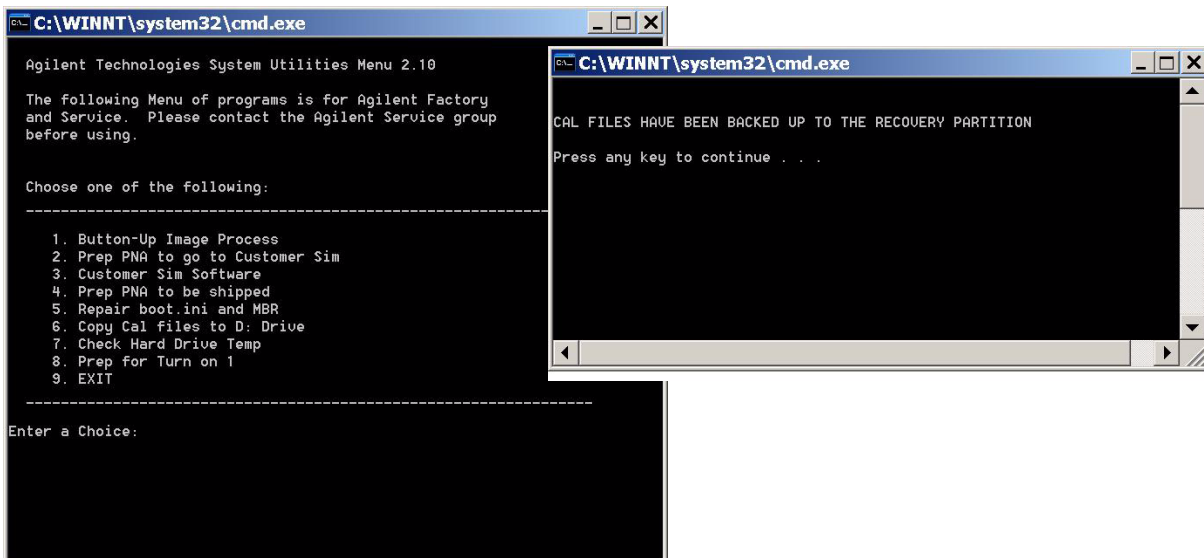 C:\WINNT\system32\cmd.exe
Agilent Technologies System Utilities Menu 2.10
The following Menu of programs is for Agilent Factory
and Service.  Please contact the Agilent Service group
before using.
Choose one of the following:
----------------------------------------------------------------
1. Button-Up Image Process
2. Prep PNA to go to Customer Sim
3. Customer Sim Software
4. Prep PNA to be shipped
5. Repair boot.ini and MBR
6. Copy Cal files to D: Drive
7. Check Hard Drive Temp
8. Prep for Turn on 1
9. EXIT
----------------------------------------------------------------
Enter a Choice:
C:\WINNT\system32\cmd.exe
CAL FILES HAVE BEEN BACKED UP TO THE RECOVERY PARTITION
Press any key to continue . . .